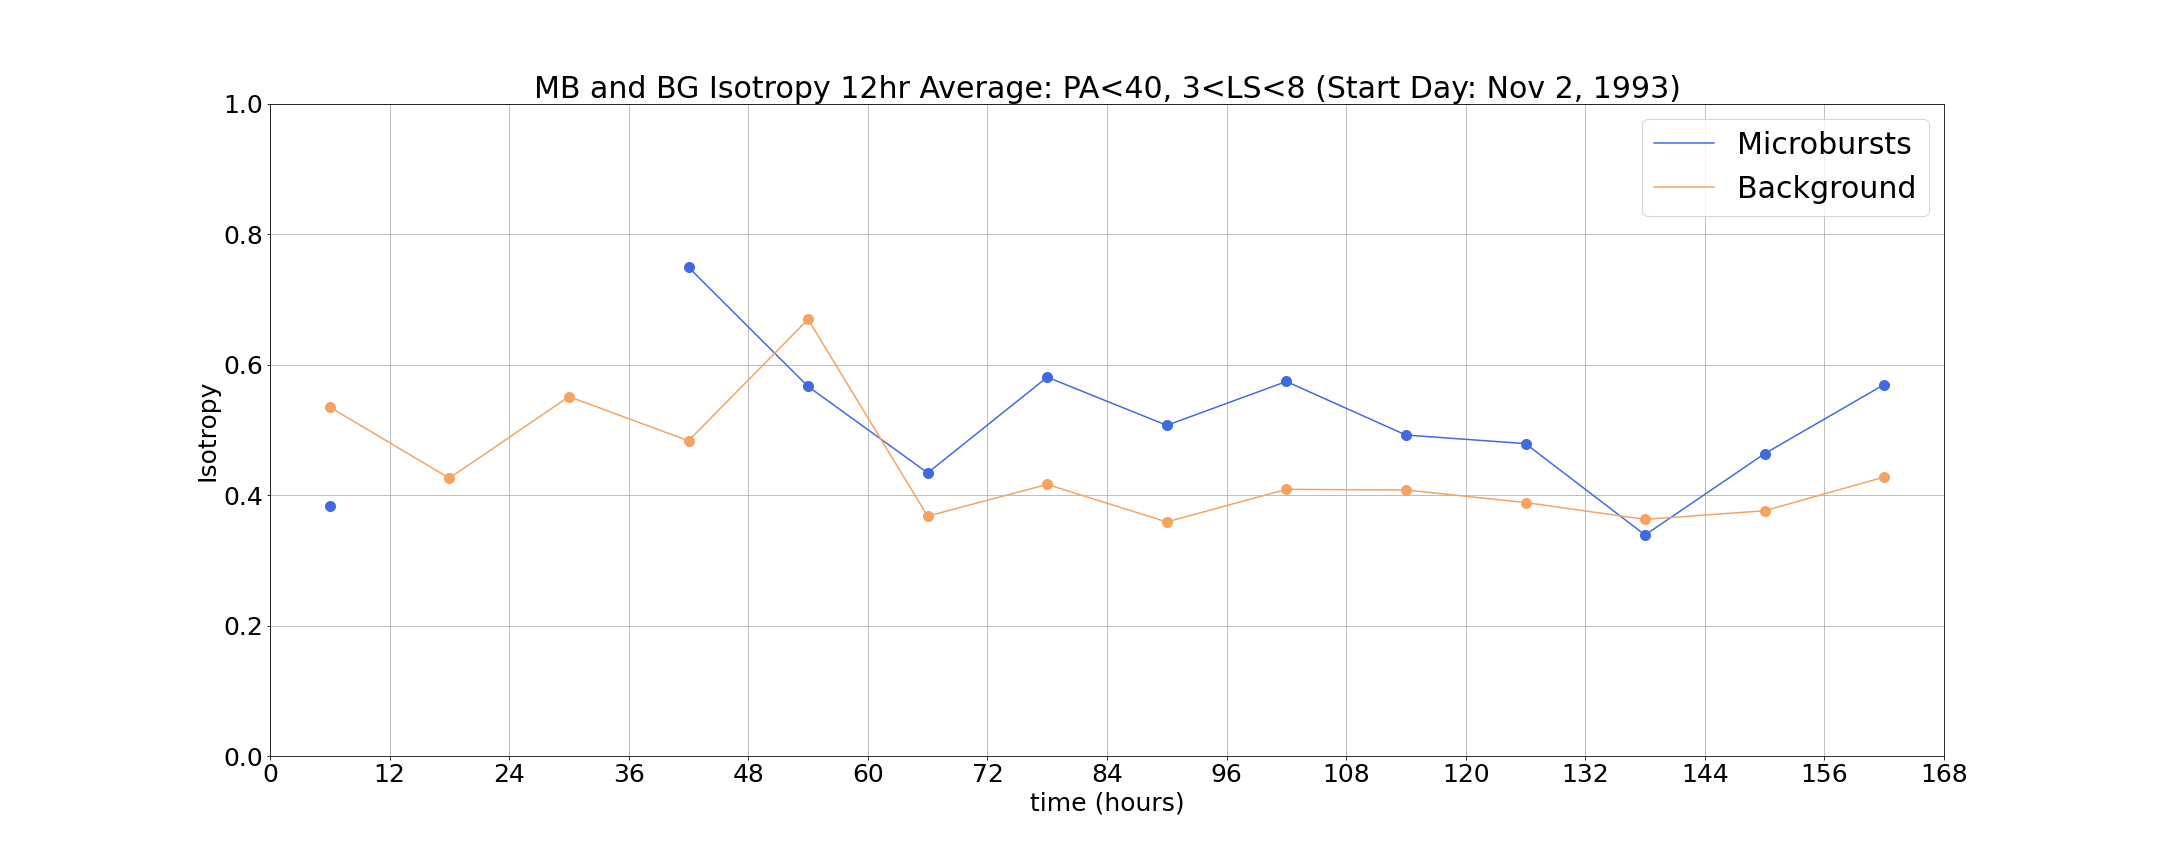 MB and BG Isotropy 12hr Average: PA<40, 3<LS<8 (Start Day: Nov 2, 1993)
1.0
0.8
0.6
0.4
0.2
0.0
Isotropy
Microbursts
Background
0 12 24 36 48 60 72 84 96 108 120 132 144 156 168
time (hours)